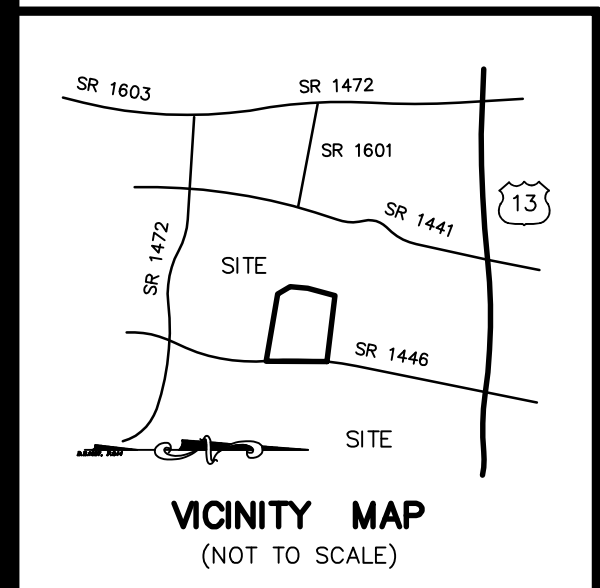 SR 1603
SR 1472
SR 1601
13
SR 1441
SR 1472
SITE
SR 1446
SITE
N
VICINITY MAP
(NOT TO SCALE)